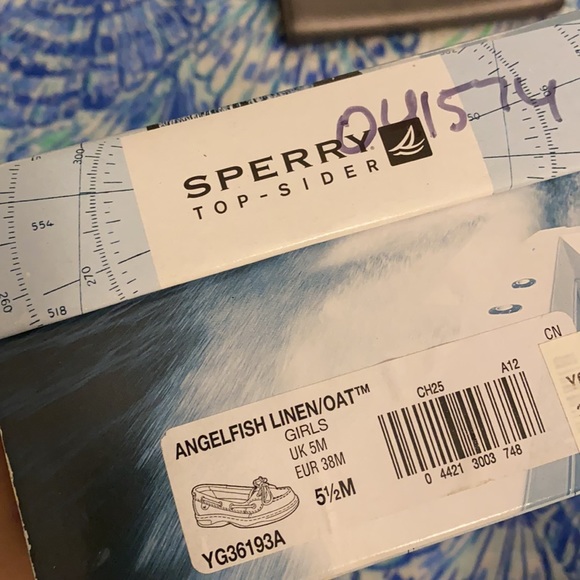 041574
SPERRY
TOP-SIDER
300
554
270
260
518
50
CN
ANGELFISH LINEN/OAT™
GIRLS
UK 5M
EUR 38M
5½M
YG36193A
CH25
A12
0 4421 3003 748